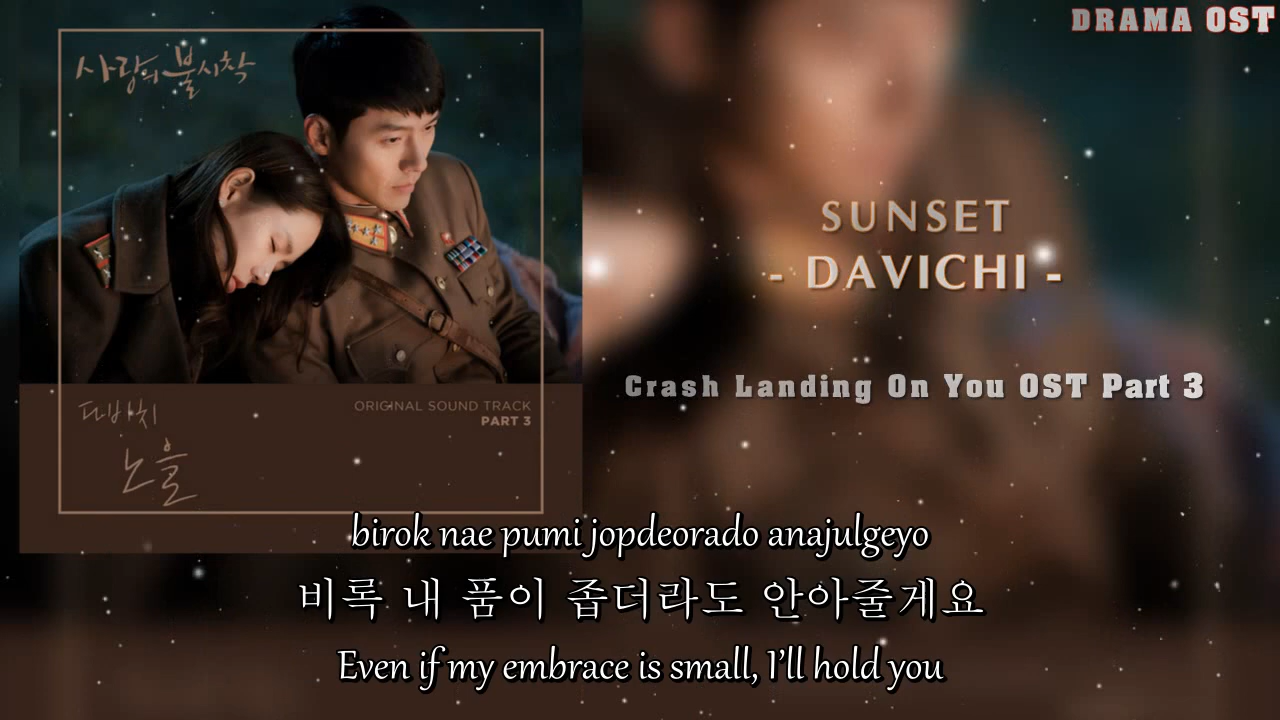 DRAMA OST
사랑의 불시착
SUNSET
- DAVICHI -
Crash Landing On You OST Part 3
다비치
노을
ORIGINAL SOUND TRACK
PART 3
birok nae pumi jopdeorado anajulgeyo
비록 내 품이 좁더라도 안아줄게요
Even if my embrace is small, I'll hold you